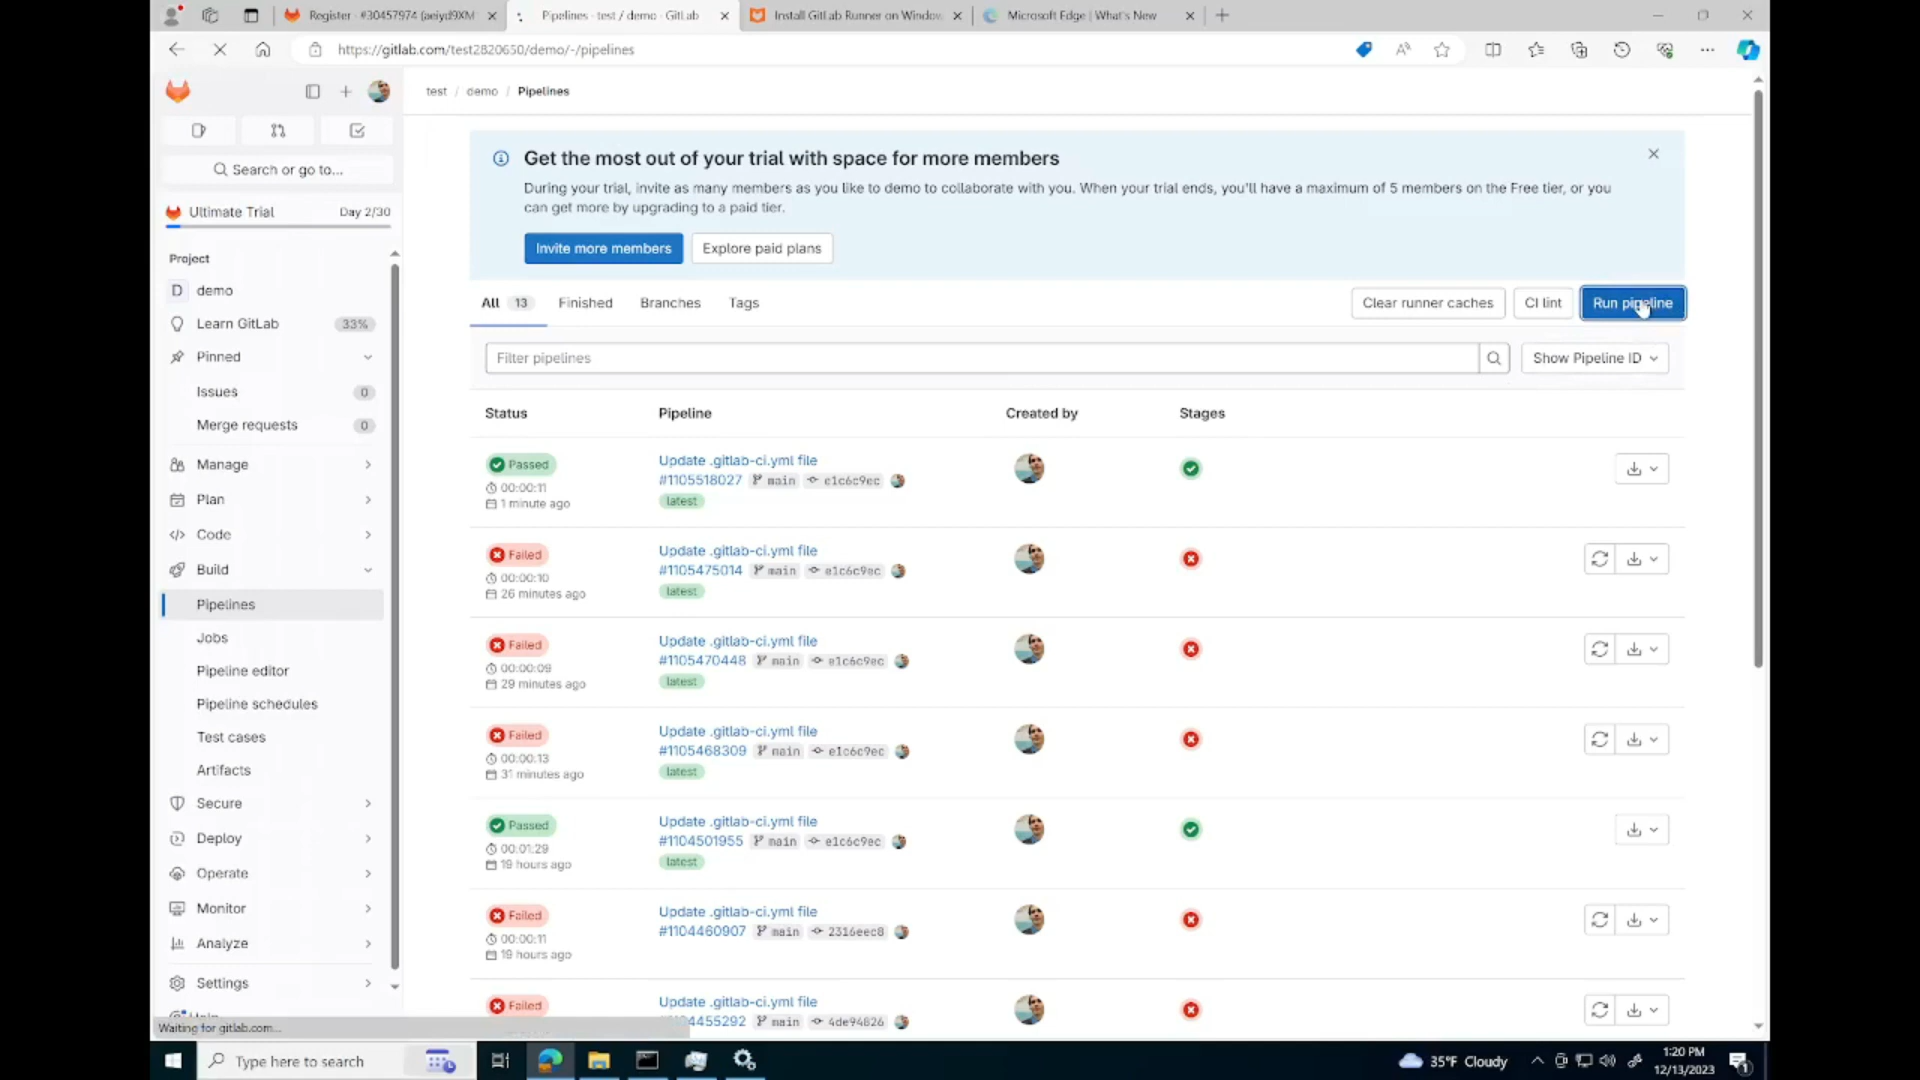 Register - #30457974 (aeiyd9XM
Pipelines - test / demo - GitLab
Install GitLab Runner on Window
Microsoft Edge | What's New
https://gitlab.com/test2820650/demo/-/pipelines
test / demo / Pipelines
Search or go to...
Ultimate Trial Day 2/30
Project
D demo
Learn GitLab 33%
Pinned
Issues 0
Merge requests 0
Manage
Plan
Code
Build
Pipelines
Jobs
Pipeline editor
Pipeline schedules
Test cases
Artifacts
Secure
Deploy
Operate
Monitor
Analyze
Settings
Help
Waiting for gitlab.com...
Get the most out of your trial with space for more members
During your trial, invite as many members as you like to demo to collaborate with you. When your trial ends, you'll have a maximum of 5 members on the Free tier, or you
can get more by upgrading to a paid tier.
Invite more members Explore paid plans
All 13 Finished Branches Tags Clear runner caches CI lint Run pipeline
Filter pipelines Show Pipeline ID
Status Pipeline Created by Stages
Passed Update .gitlab-ci.yml file
00:00:11 #1105518027 main e1c6c9ec
1 minute ago latest
Failed Update .gitlab-ci.yml file
00:00:10 #1105475014 main e1c6c9ec
26 minutes ago latest
Failed Update .gitlab-ci.yml file
00:00:09 #1105470448 main e1c6c9ec
29 minutes ago latest
Failed Update .gitlab-ci.yml file
00:00:13 #1105468309 main e1c6c9ec
31 minutes ago latest
Passed Update .gitlab-ci.yml file
00:01:29 #1104501955 main e1c6c9ec
19 hours ago latest
Failed Update .gitlab-ci.yml file
00:00:11 #1104460907 main 2316eec8
19 hours ago
Failed Update .gitlab-ci.yml file
04455292 main 4de94826
Type here to search
35°F Cloudy
1:20 PM
12/13/2023
1